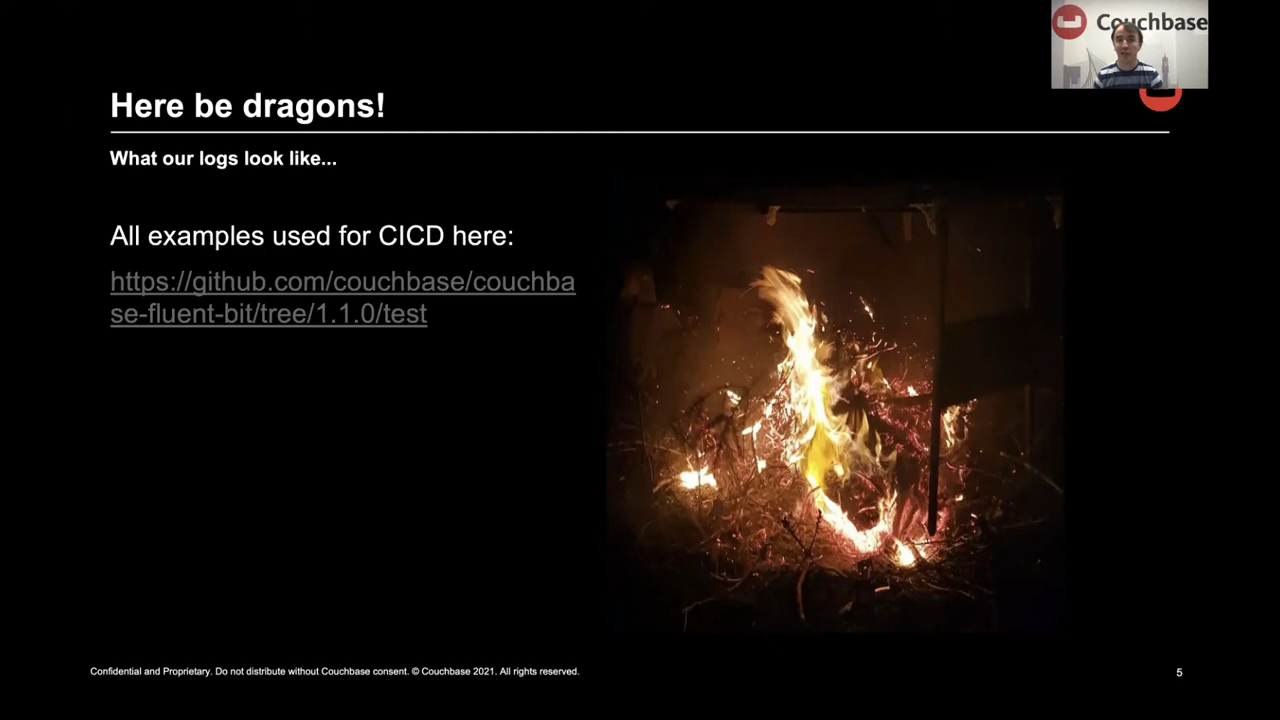 Couchbase
Here be dragons!
What our logs look like...
All examples used for CICD here:
https://github.com/couchbase/couchba
se-fluent-bit/tree/1.1.0/test
Confidential and Proprietary. Do not distribute without Couchbase consent. © Couchbase 2021. All rights reserved.
5